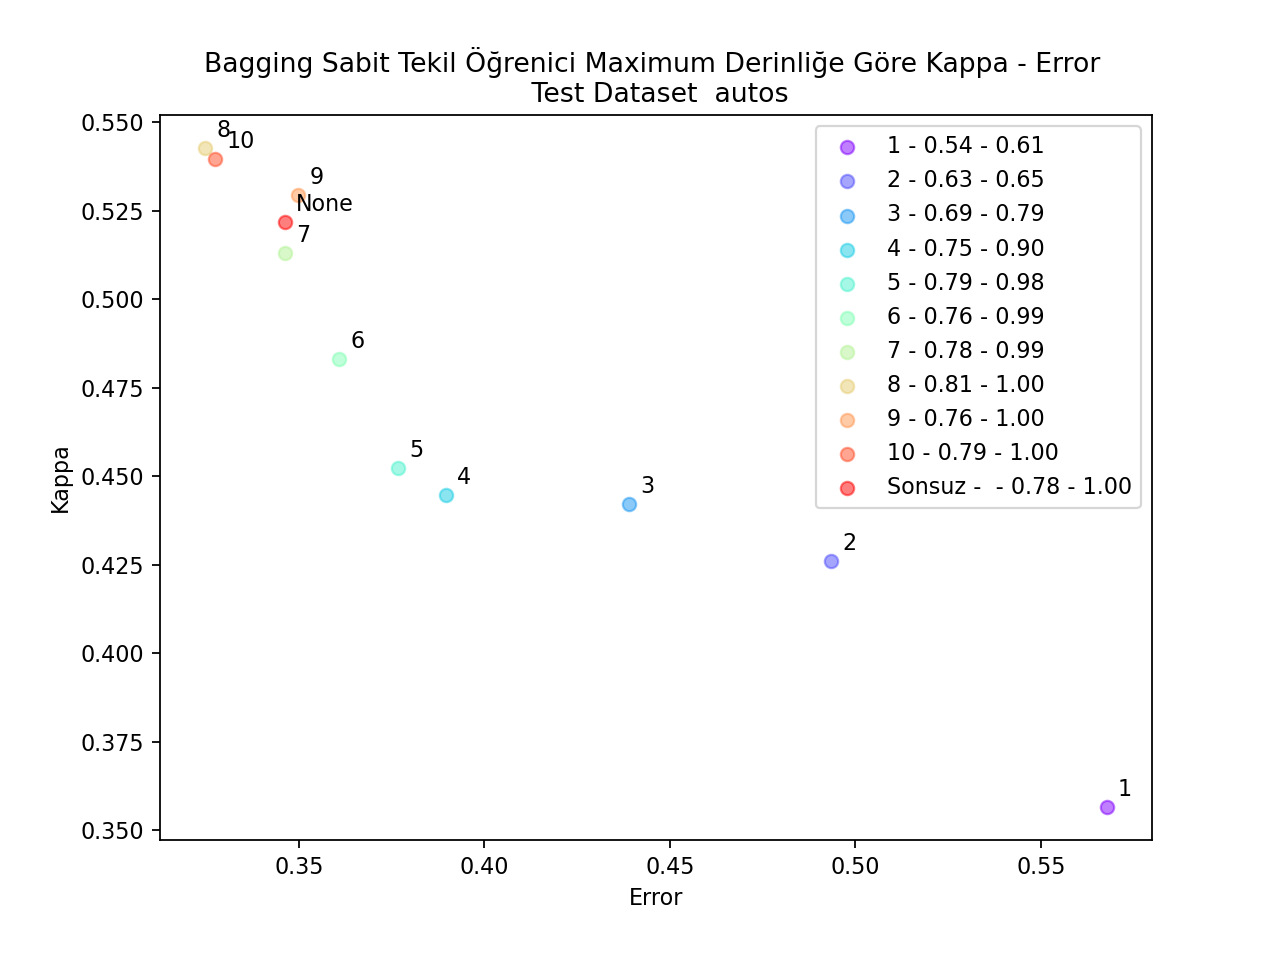 Bagging Sabit Tekil Öğrenici Maximum Derinliğe Göre Kappa - Error
Test Dataset  autos
0.550
0.525
0.500
0.475
0.450
0.425
0.400
0.375
0.350
Kappa
8
10
9
None
7
6
5
4
3
2
1
1 - 0.54 - 0.61
2 - 0.63 - 0.65
3 - 0.69 - 0.79
4 - 0.75 - 0.90
5 - 0.79 - 0.98
6 - 0.76 - 0.99
7 - 0.78 - 0.99
8 - 0.81 - 1.00
9 - 0.76 - 1.00
10 - 0.79 - 1.00
Sonsuz -  - 0.78 - 1.00
0.35 0.40 0.45 0.50 0.55
Error